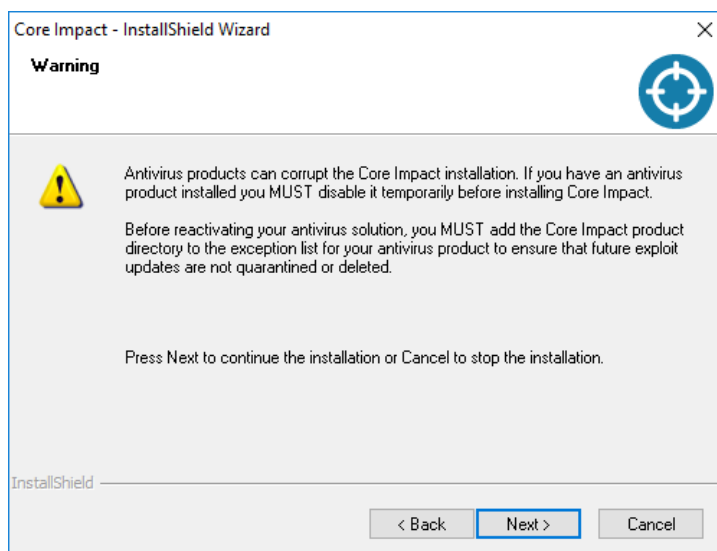 Core Impact - InstallShield Wizard
Warning
Antivirus products can corrupt the Core Impact installation. If you have an antivirus
product installed you MUST disable it temporarily before installing Core Impact.
Before reactivating your antivirus solution, you MUST add the Core Impact product
directory to the exception list for your antivirus product to ensure that future exploit
updates are not quarantined or deleted.
Press Next to continue the installation or Cancel to stop the installation.
InstallShield
< Back
Next >
Cancel